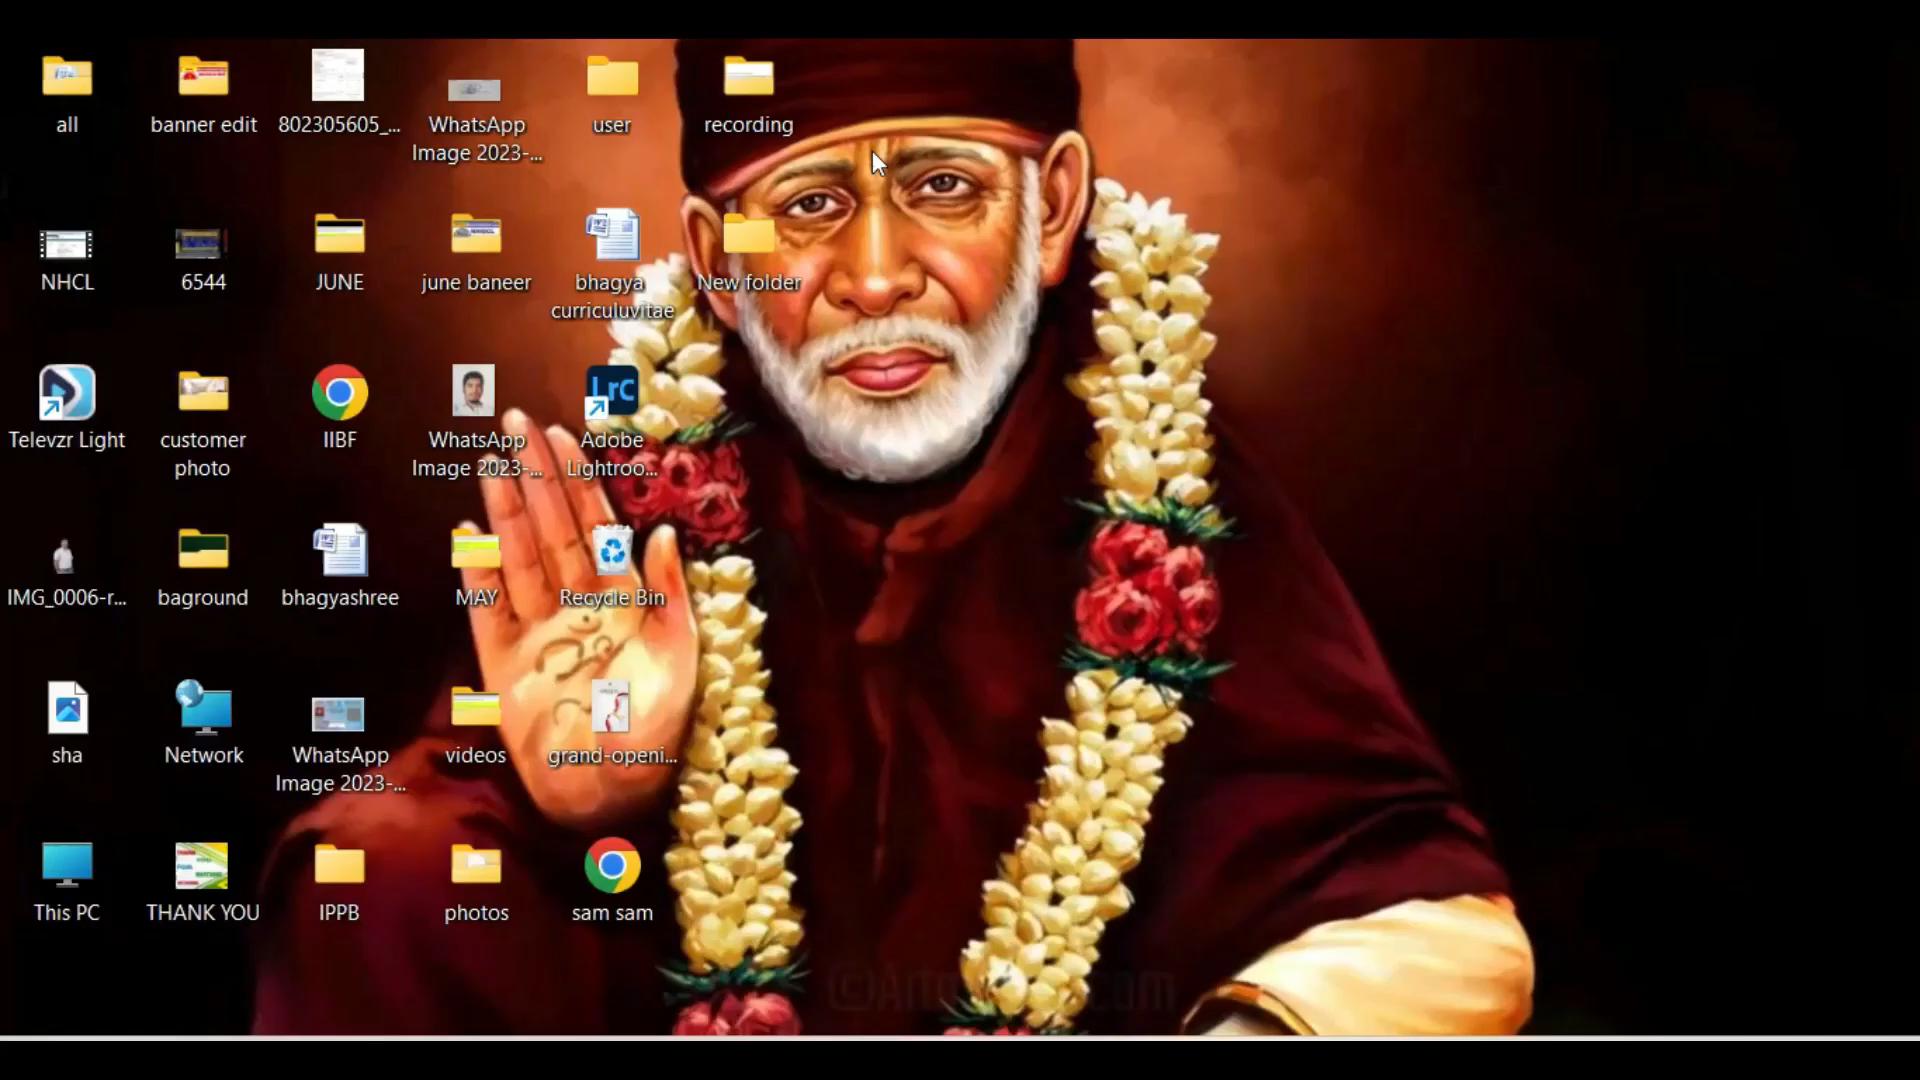 all
banner edit
802305605_...
WhatsApp
Image 2023-...
user
recording
NHCL
6544
JUNE
june baneer
bhagya
curriculuvitae
New folder
Televzr Light
customer
photo
IIBF
WhatsApp
Image 2023-...
LrC
Adobe
Lightroo...
IMG_0006-r...
baground
bhagyashree
MAY
Recycle Bin
sha
Network
WhatsApp
Image 2023-...
videos
grand-openi...
This PC
THANK YOU
IPPB
photos
sam sam